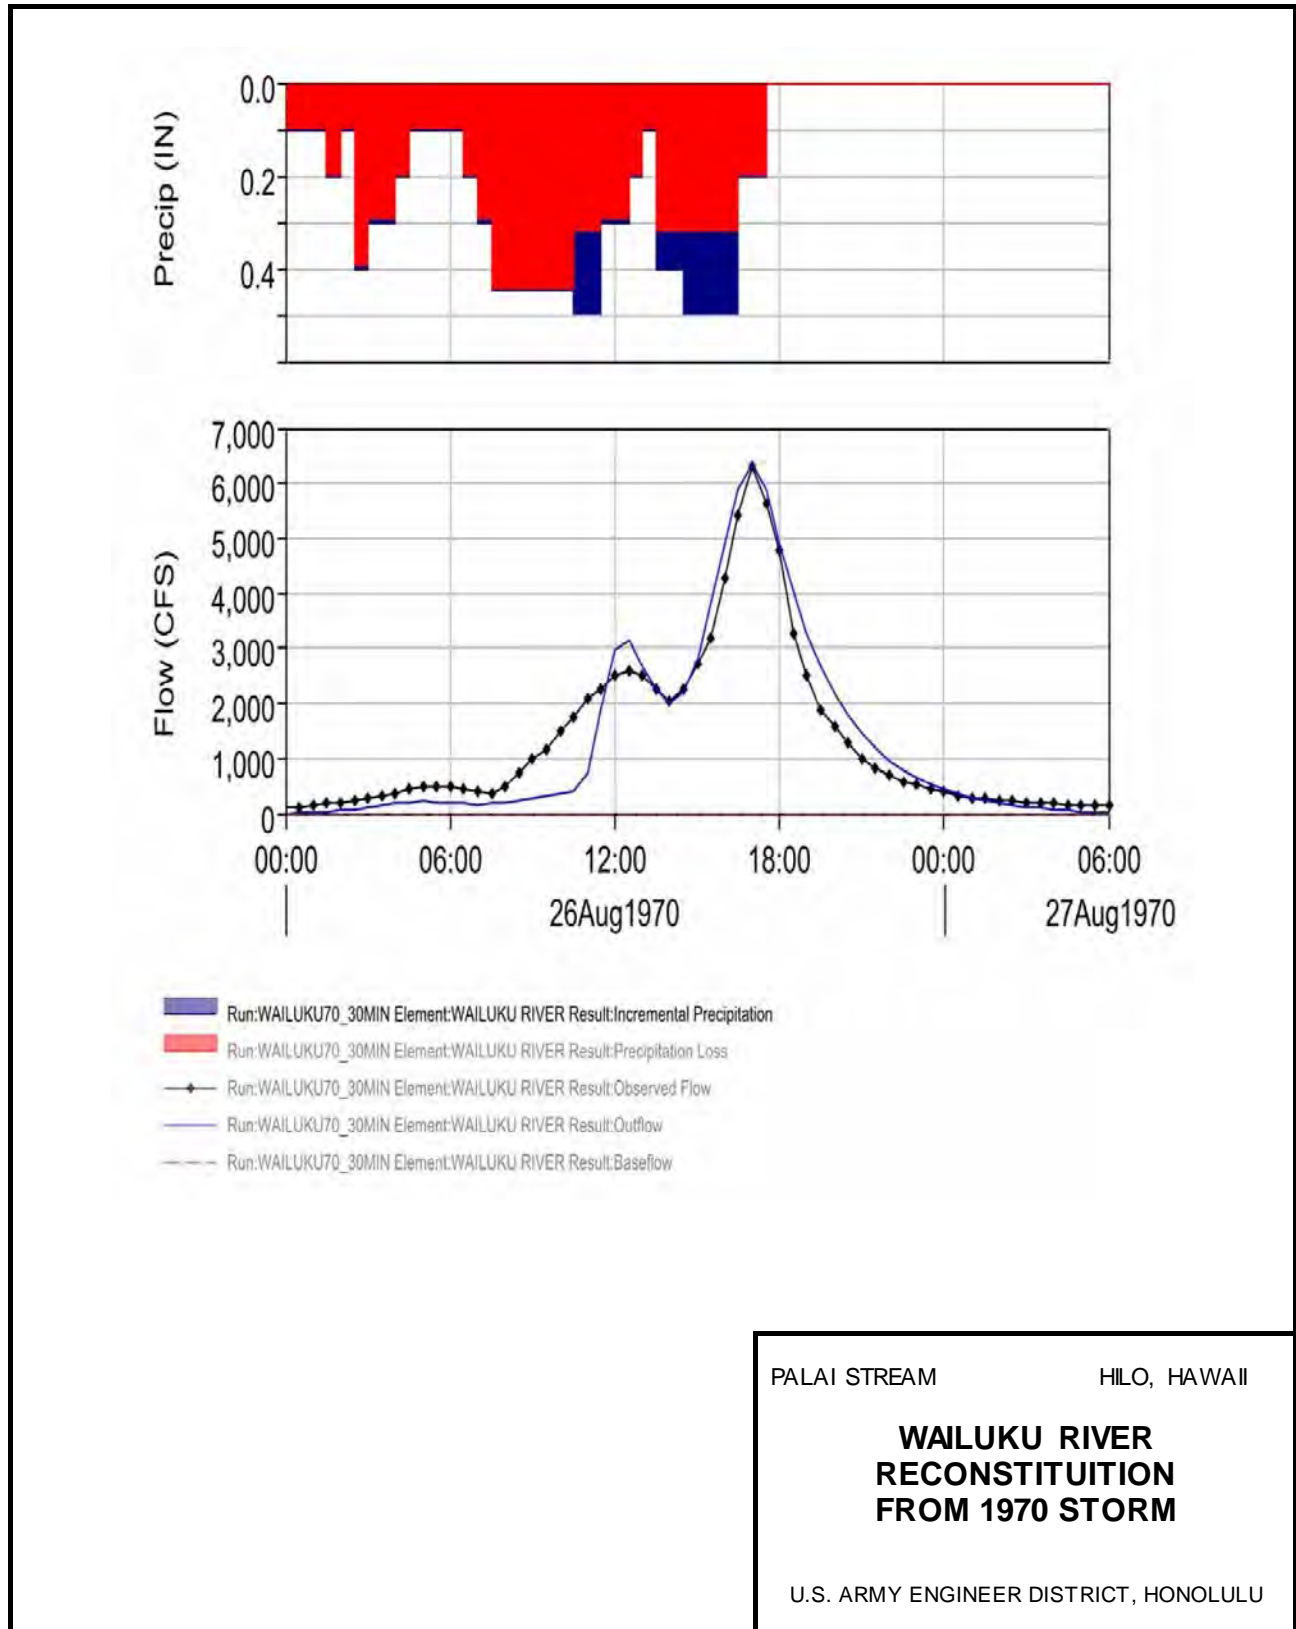 0.0
0.2
0.4
Precip (IN)
7,000
6,000
5,000
4,000
3,000
2,000
1,000
0
Flow (CFS)
00:00 06:00 12:00 18:00 00:00 06:00
26Aug1970 27Aug1970
Run:WAILUKU70_30MIN Element:WAILUKU RIVER Result:Incremental Precipitation
Run:WAILUKU70_30MIN Element:WAILUKU RIVER Result:Precipitation Loss
Run:WAILUKU70_30MIN Element:WAILUKU RIVER Result:Observed Flow
Run:WAILUKU70_30MIN Element:WAILUKU RIVER Result:Outflow
Run:WAILUKU70_30MIN Element:WAILUKU RIVER Result:Baseflow
PALAI STREAM HILO, HAWAII
WAILUKU RIVER
RECONSTITUITION
FROM 1970 STORM
U.S. ARMY ENGINEER DISTRICT, HONOLULU